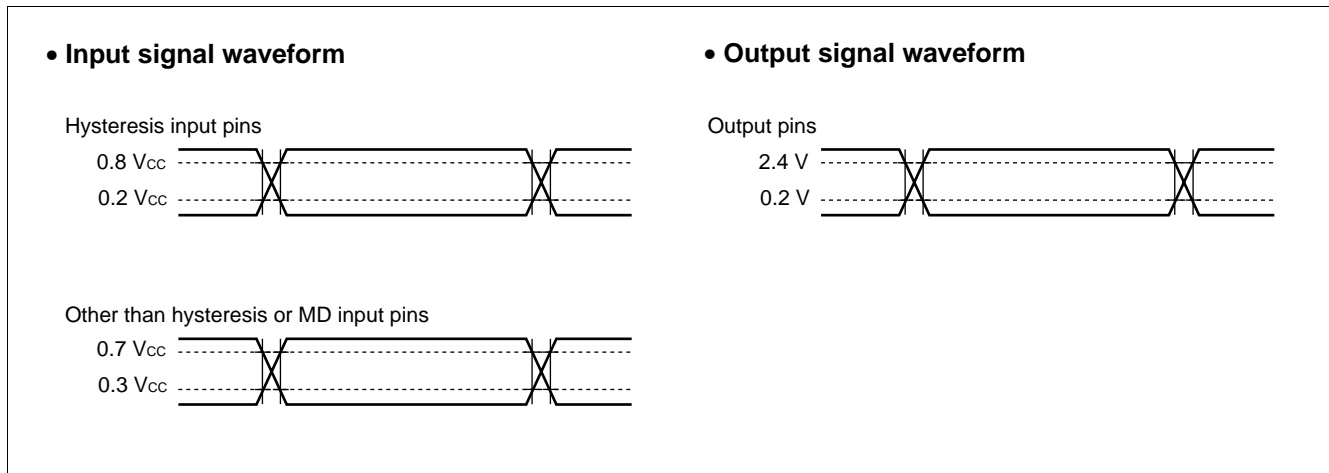 • Input signal waveform
Hysteresis input pins
0.8 Vcc
0.2 Vcc
Other than hysteresis or MD input pins
0.7 Vcc
0.3 Vcc
• Output signal waveform
Output pins
2.4 V
0.2 V